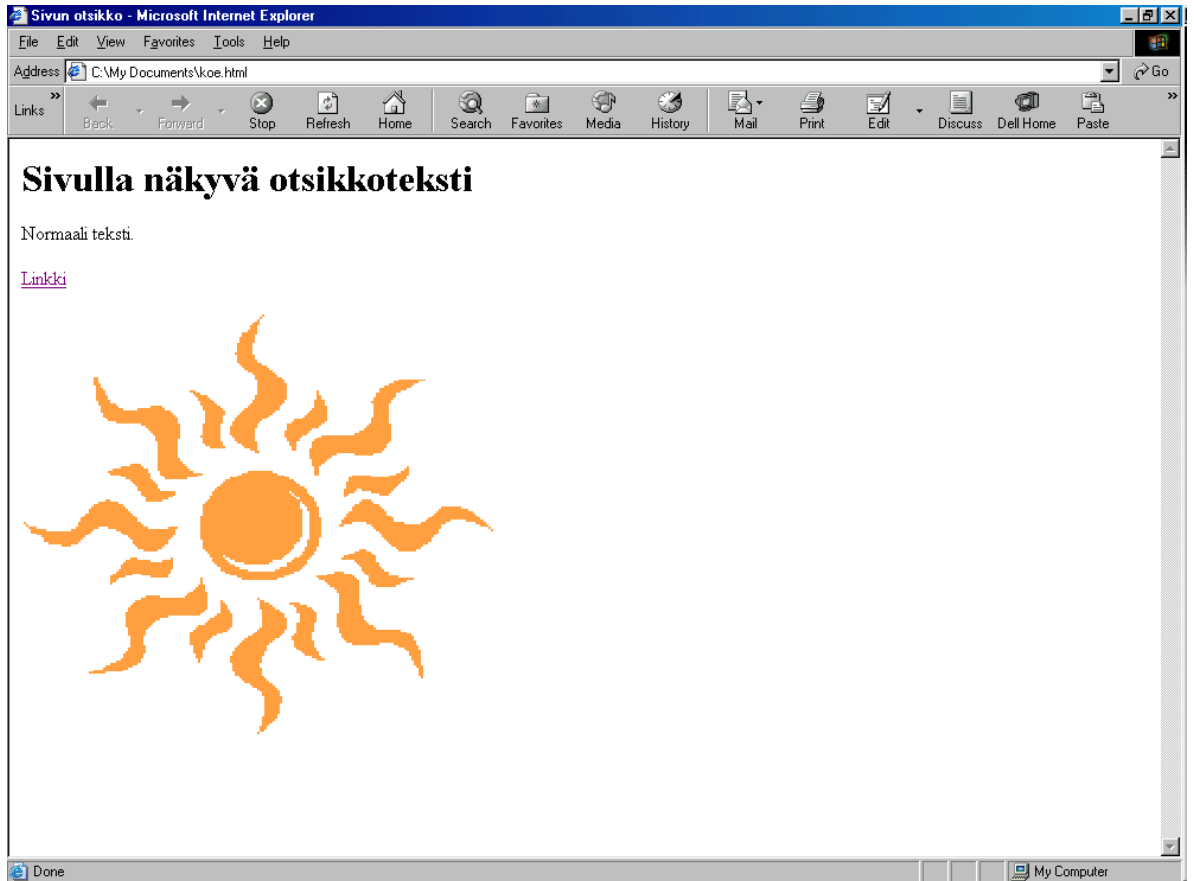 Sivun otsikko - Microsoft Internet Explorer
File Edit View Favorites Tools Help
Address C:\My Documents\koe.html Go
Links » Back Forward Stop Refresh Home Search Favorites Media History Mail Print Edit Discuss Dell Home Paste »
Sivulla näkyvä otsikkoteksti
Normaali teksti.
Linkki
Done My Computer